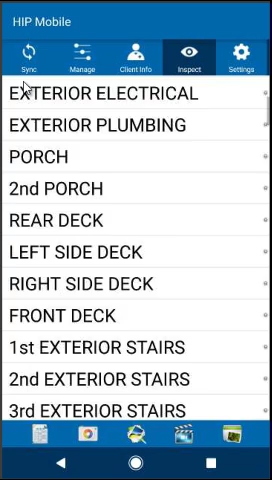 HIP Mobile
Sync Manage Client Info Inspect Settings
EXTERIOR ELECTRICAL
EXTERIOR PLUMBING
PORCH
2nd PORCH
REAR DECK
LEFT SIDE DECK
RIGHT SIDE DECK
FRONT DECK
1st EXTERIOR STAIRS
2nd EXTERIOR STAIRS
3rd EXTERIOR STAIRS